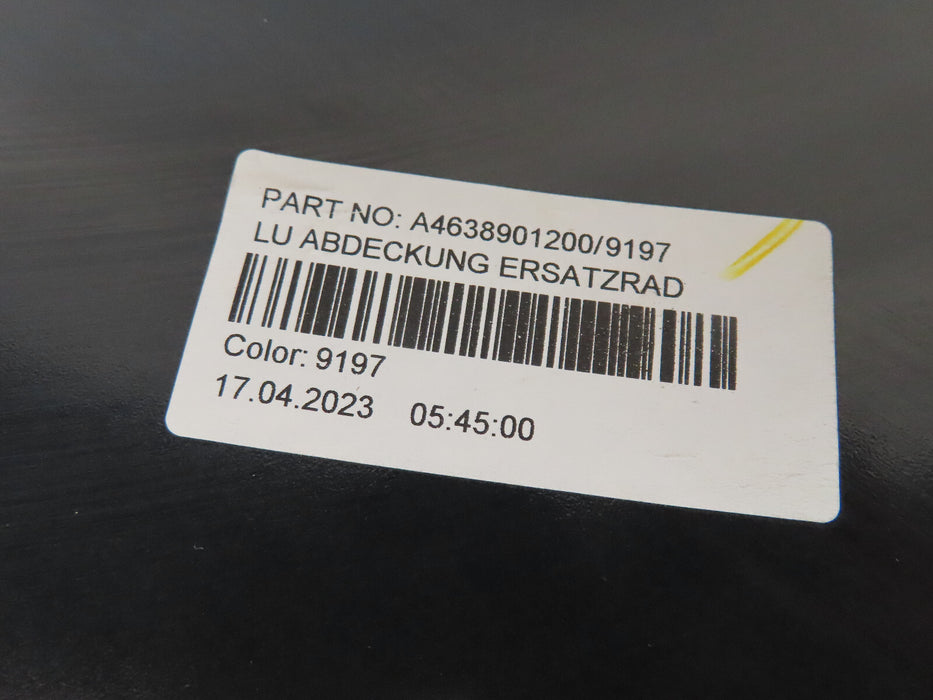 PART NO: A4638901200/9197
LU ABDECKUNG ERSATZRAD
Color: 9197
17.04.2023 05:45:00